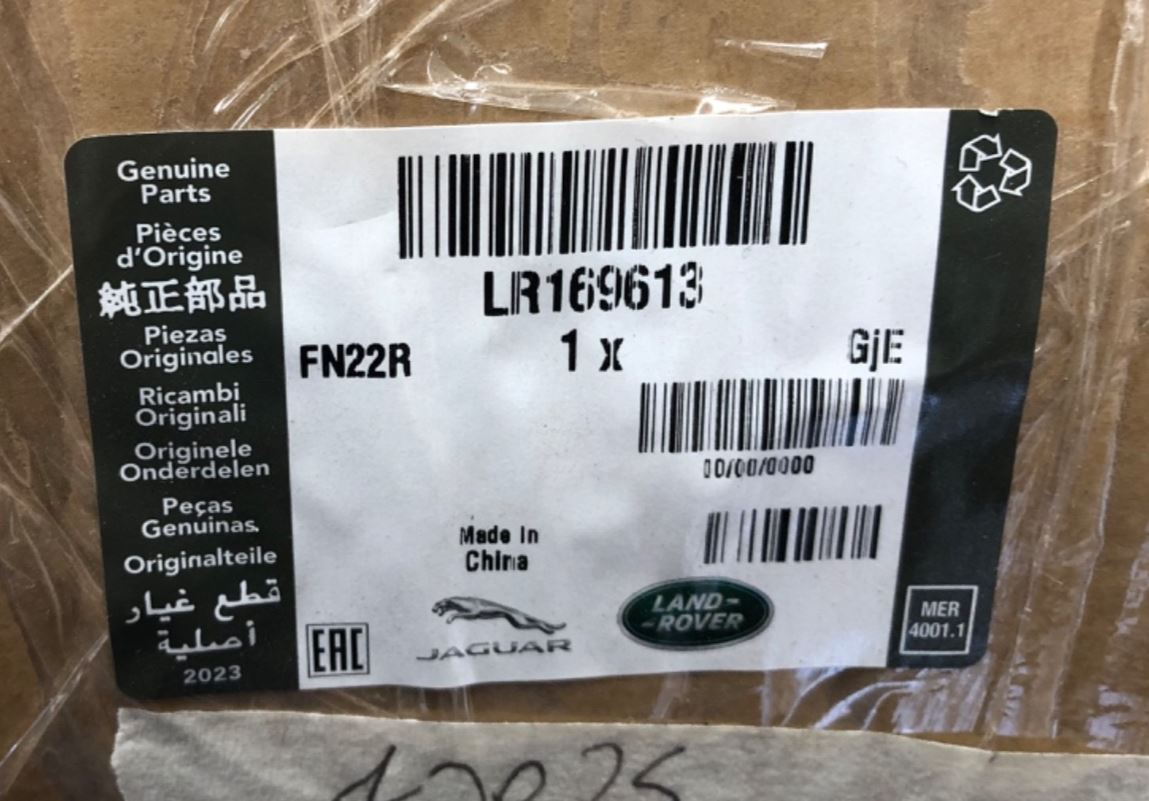 Genuine
Parts
Pièces
d'Origine
純正部品
Piezas
Originales
Ricambi
Originali
Originele
Onderdelen
Peças
Genuinas
Originalteile
قطع غيار
أصلية
2023
LR169613
FN22R
1 x
GjE
00/00/0000
Made In
China
EAC
JAGUAR
LAND-
-ROVER
MER
4001.1